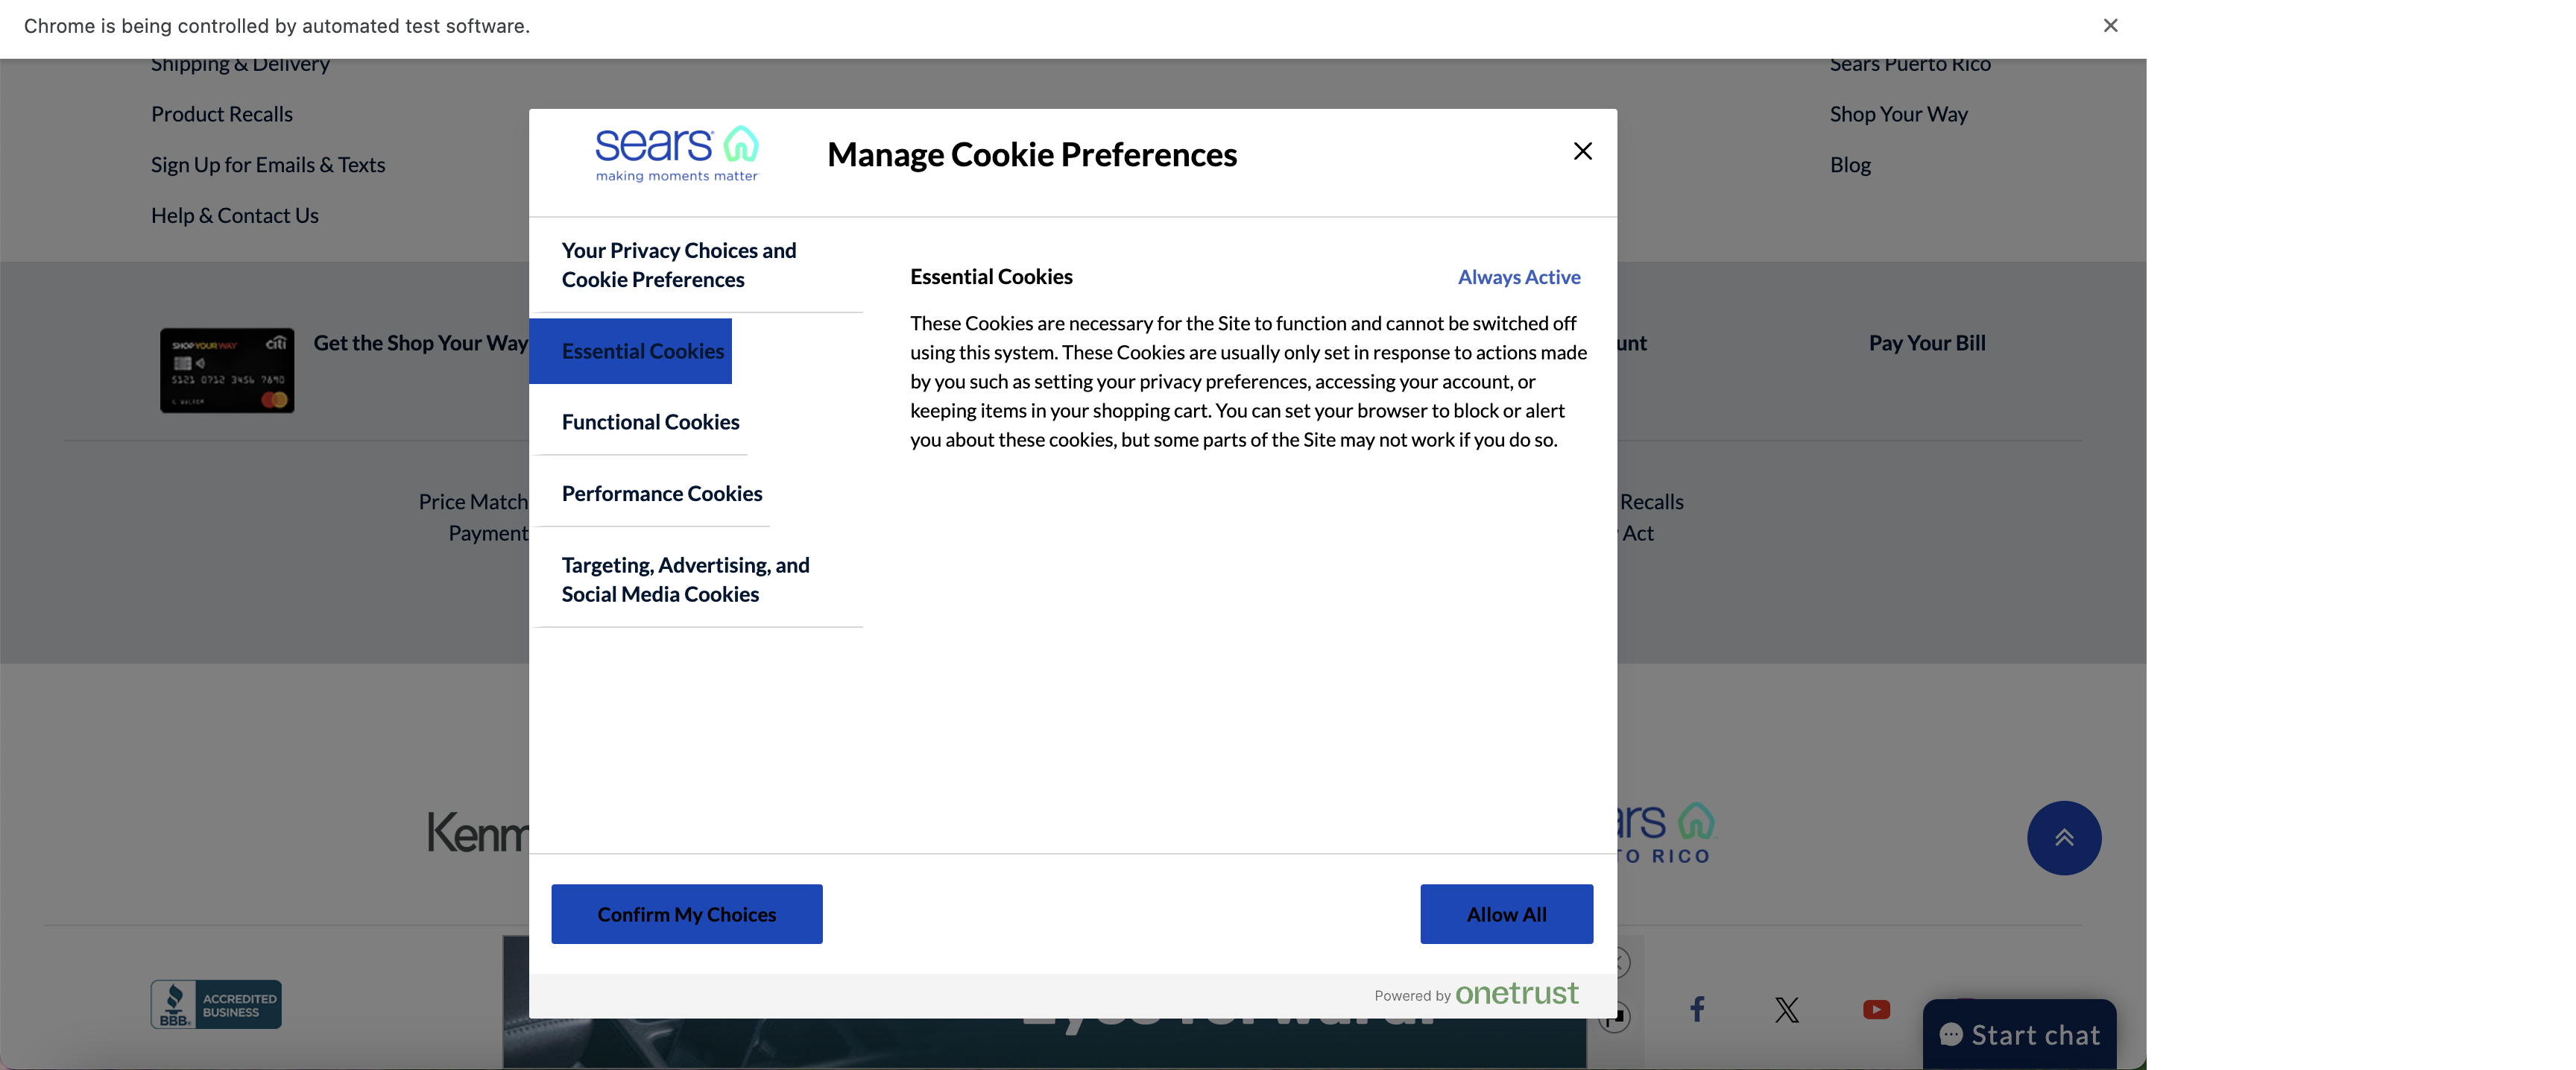 Chrome is being controlled by automated test software.
Shipping & Delivery
Product Recalls
Sign Up for Emails & Texts
Help & Contact Us
Sears Puerto Rico
Shop Your Way
Blog
sears
making moments matter
Manage Cookie Preferences
Your Privacy Choices and
Cookie Preferences
Essential Cookies
Functional Cookies
Performance Cookies
Targeting, Advertising, and
Social Media Cookies
Essential Cookies
Always Active
These Cookies are necessary for the Site to function and cannot be switched off
using this system. These Cookies are usually only set in response to actions made
by you such as setting your privacy preferences, accessing your account, or
keeping items in your shopping cart. You can set your browser to block or alert
you about these cookies, but some parts of the Site may not work if you do so.
SHOP YOUR WAY
citi
5121 0712 3456 7890
Get the Shop Your Way
unt
Pay Your Bill
Price Match
Payment
Recalls
Act
Kenm
ars
TO RICO
Confirm My Choices
Allow All
Powered by onetrust
BBB.
ACCREDITED
BUSINESS
Start chat